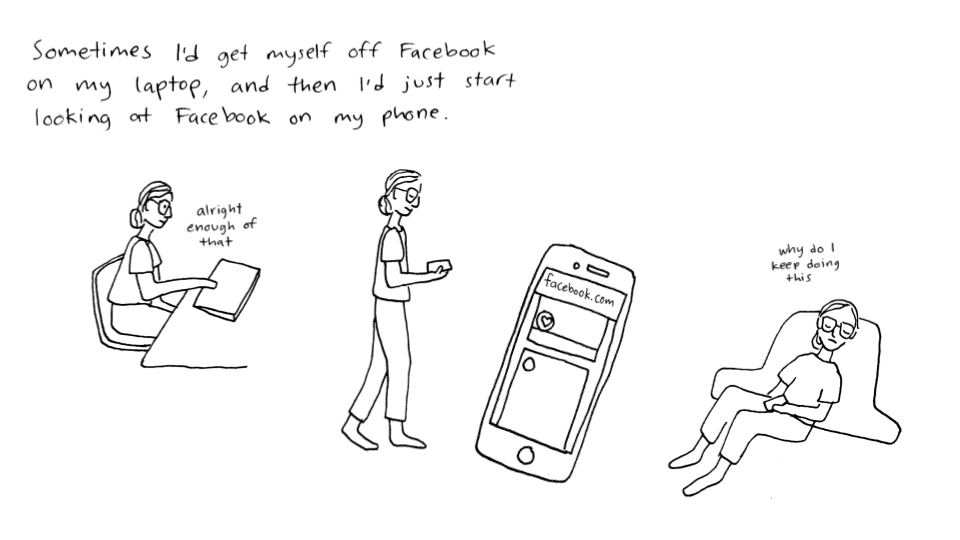 Sometimes I'd get myself off Facebook
on my laptop, and then I'd just start
looking at Facebook on my phone.
alright
enough of
that
facebook.com
why do I
keep doing
this